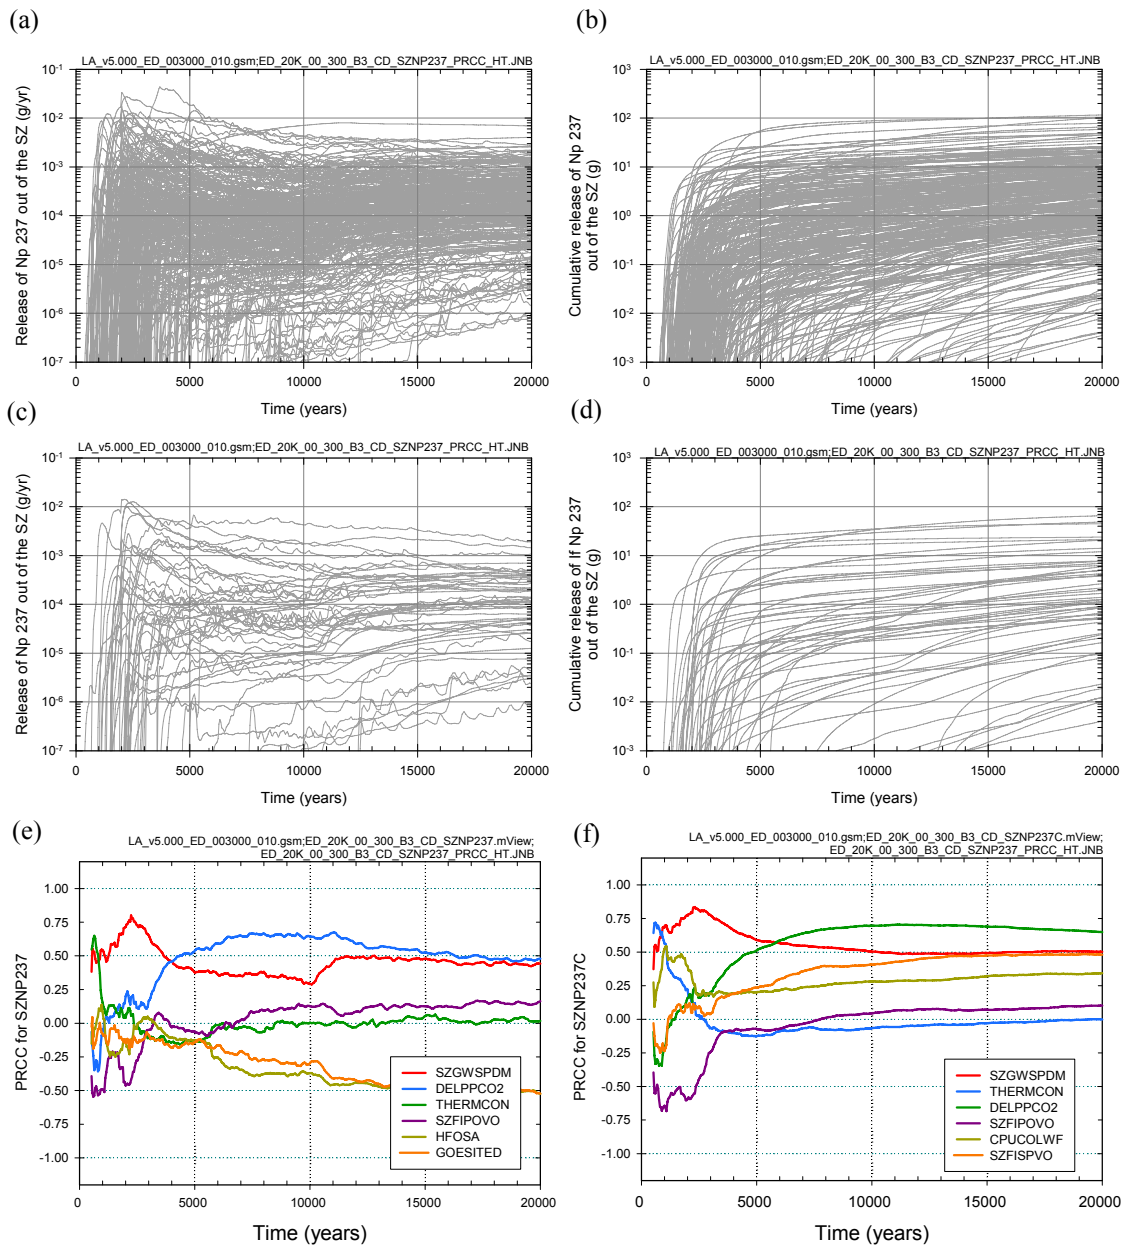 (a)
LA_v5.000_ED_003000_010.gsm;ED_20K_00_300_B3_CD_SZNP237_PRCC_HT.JNB
10-1
10-2
10-3
10-4
10-5
10-6
10-7
Release of Np 237 out of the SZ (g/yr)
0 5000 10000 15000 20000
Time (years)
(b)
LA_v5.000_ED_003000_010.gsm;ED_20K_00_300_B3_CD_SZNP237_PRCC_HT.JNB
103
102
101
100
10-1
10-2
10-3
Cumulative release of Np 237
out of the SZ (g)
0 5000 10000 15000 20000
Time (years)
(c)
LA_v5.000_ED_003000_010.gsm;ED_20K_00_300_B3_CD_SZNP237_PRCC_HT.JNB
10-1
10-2
10-3
10-4
10-5
10-6
10-7
Release of Np 237 out of the SZ (g/yr)
0 5000 10000 15000 20000
Time (years)
(d)
LA_v5.000_ED_003000_010.gsm;ED_20K_00_300_B3_CD_SZNP237_PRCC_HT.JNB
103
102
101
100
10-1
10-2
10-3
Cumulative release of If Np 237
out of the SZ (g)
0 5000 10000 15000 20000
Time (years)
(e)
LA_v5.000_ED_003000_010.gsm;ED_20K_00_300_B3_CD_SZNP237.mView;
ED_20K_00_300_B3_CD_SZNP237_PRCC_HT.JNB
1.00
0.75
0.50
0.25
0.00
-0.25
-0.50
-0.75
-1.00
PRCC for SZNP237
SZGWSPDM
DELPPCO2
THERMCON
SZFIPOVO
HFOSA
GOESITED
0 5000 10000 15000 20000
Time (years)
(f)
LA_v5.000_ED_003000_010.gsm;ED_20K_00_300_B3_CD_SZNP237C.mView;
ED_20K_00_300_B3_CD_SZNP237_PRCC_HT.JNB
1.00
0.75
0.50
0.25
0.00
-0.25
-0.50
-0.75
-1.00
PRCC for SZNP237C
SZGWSPDM
THERMCON
DELPPCO2
SZFIPOVO
CPUCOLWF
SZFISPVO
0 5000 10000 15000 20000
Time (years)